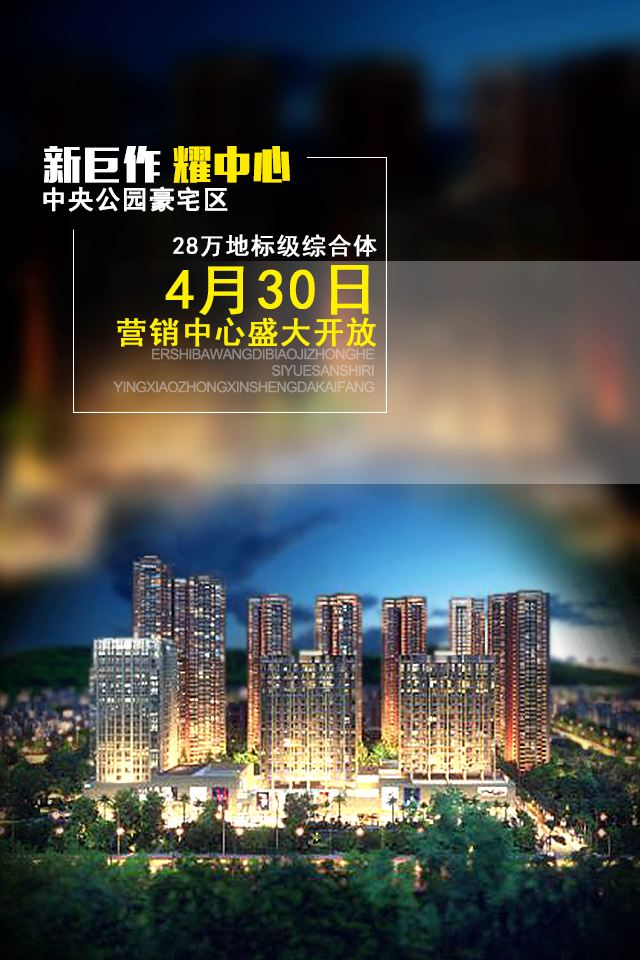 新巨作 耀中心
中央公园豪宅区
28万地标级综合体
4月30日
营销中心盛大开放
ERSHIBAWANGDIBIAOJIZHONGHE
SIYUESANSHIRI
YINGXIAOZHONGXINSHENGDAKAIFANG